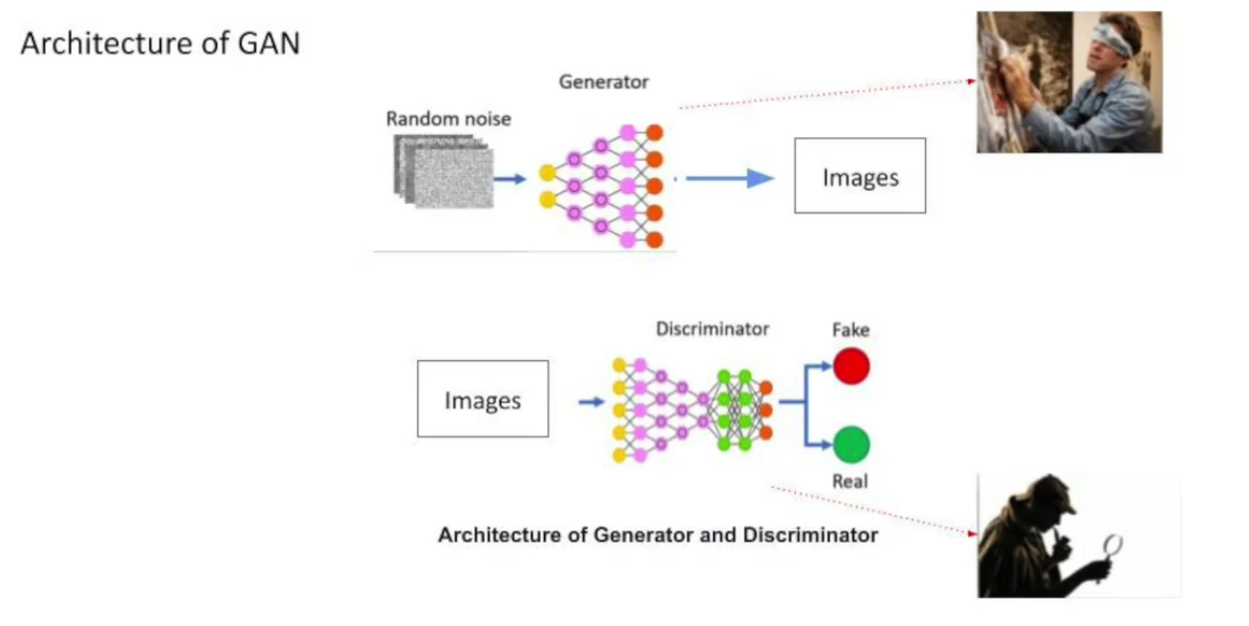 Architecture of GAN
Generator
Random noise
Images
Discriminator
Fake
Images
Real
Architecture of Generator and Discriminator